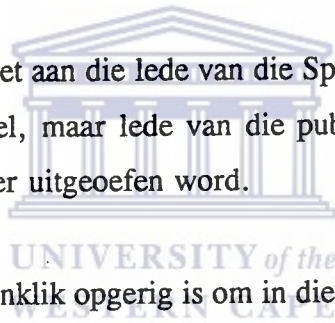 et aan die lede van die Sp
el, maar lede van die pub
er uitgeoefen word.
UNIVERSITY of the
nklik opgerig is om in die
WESTERN CAPE